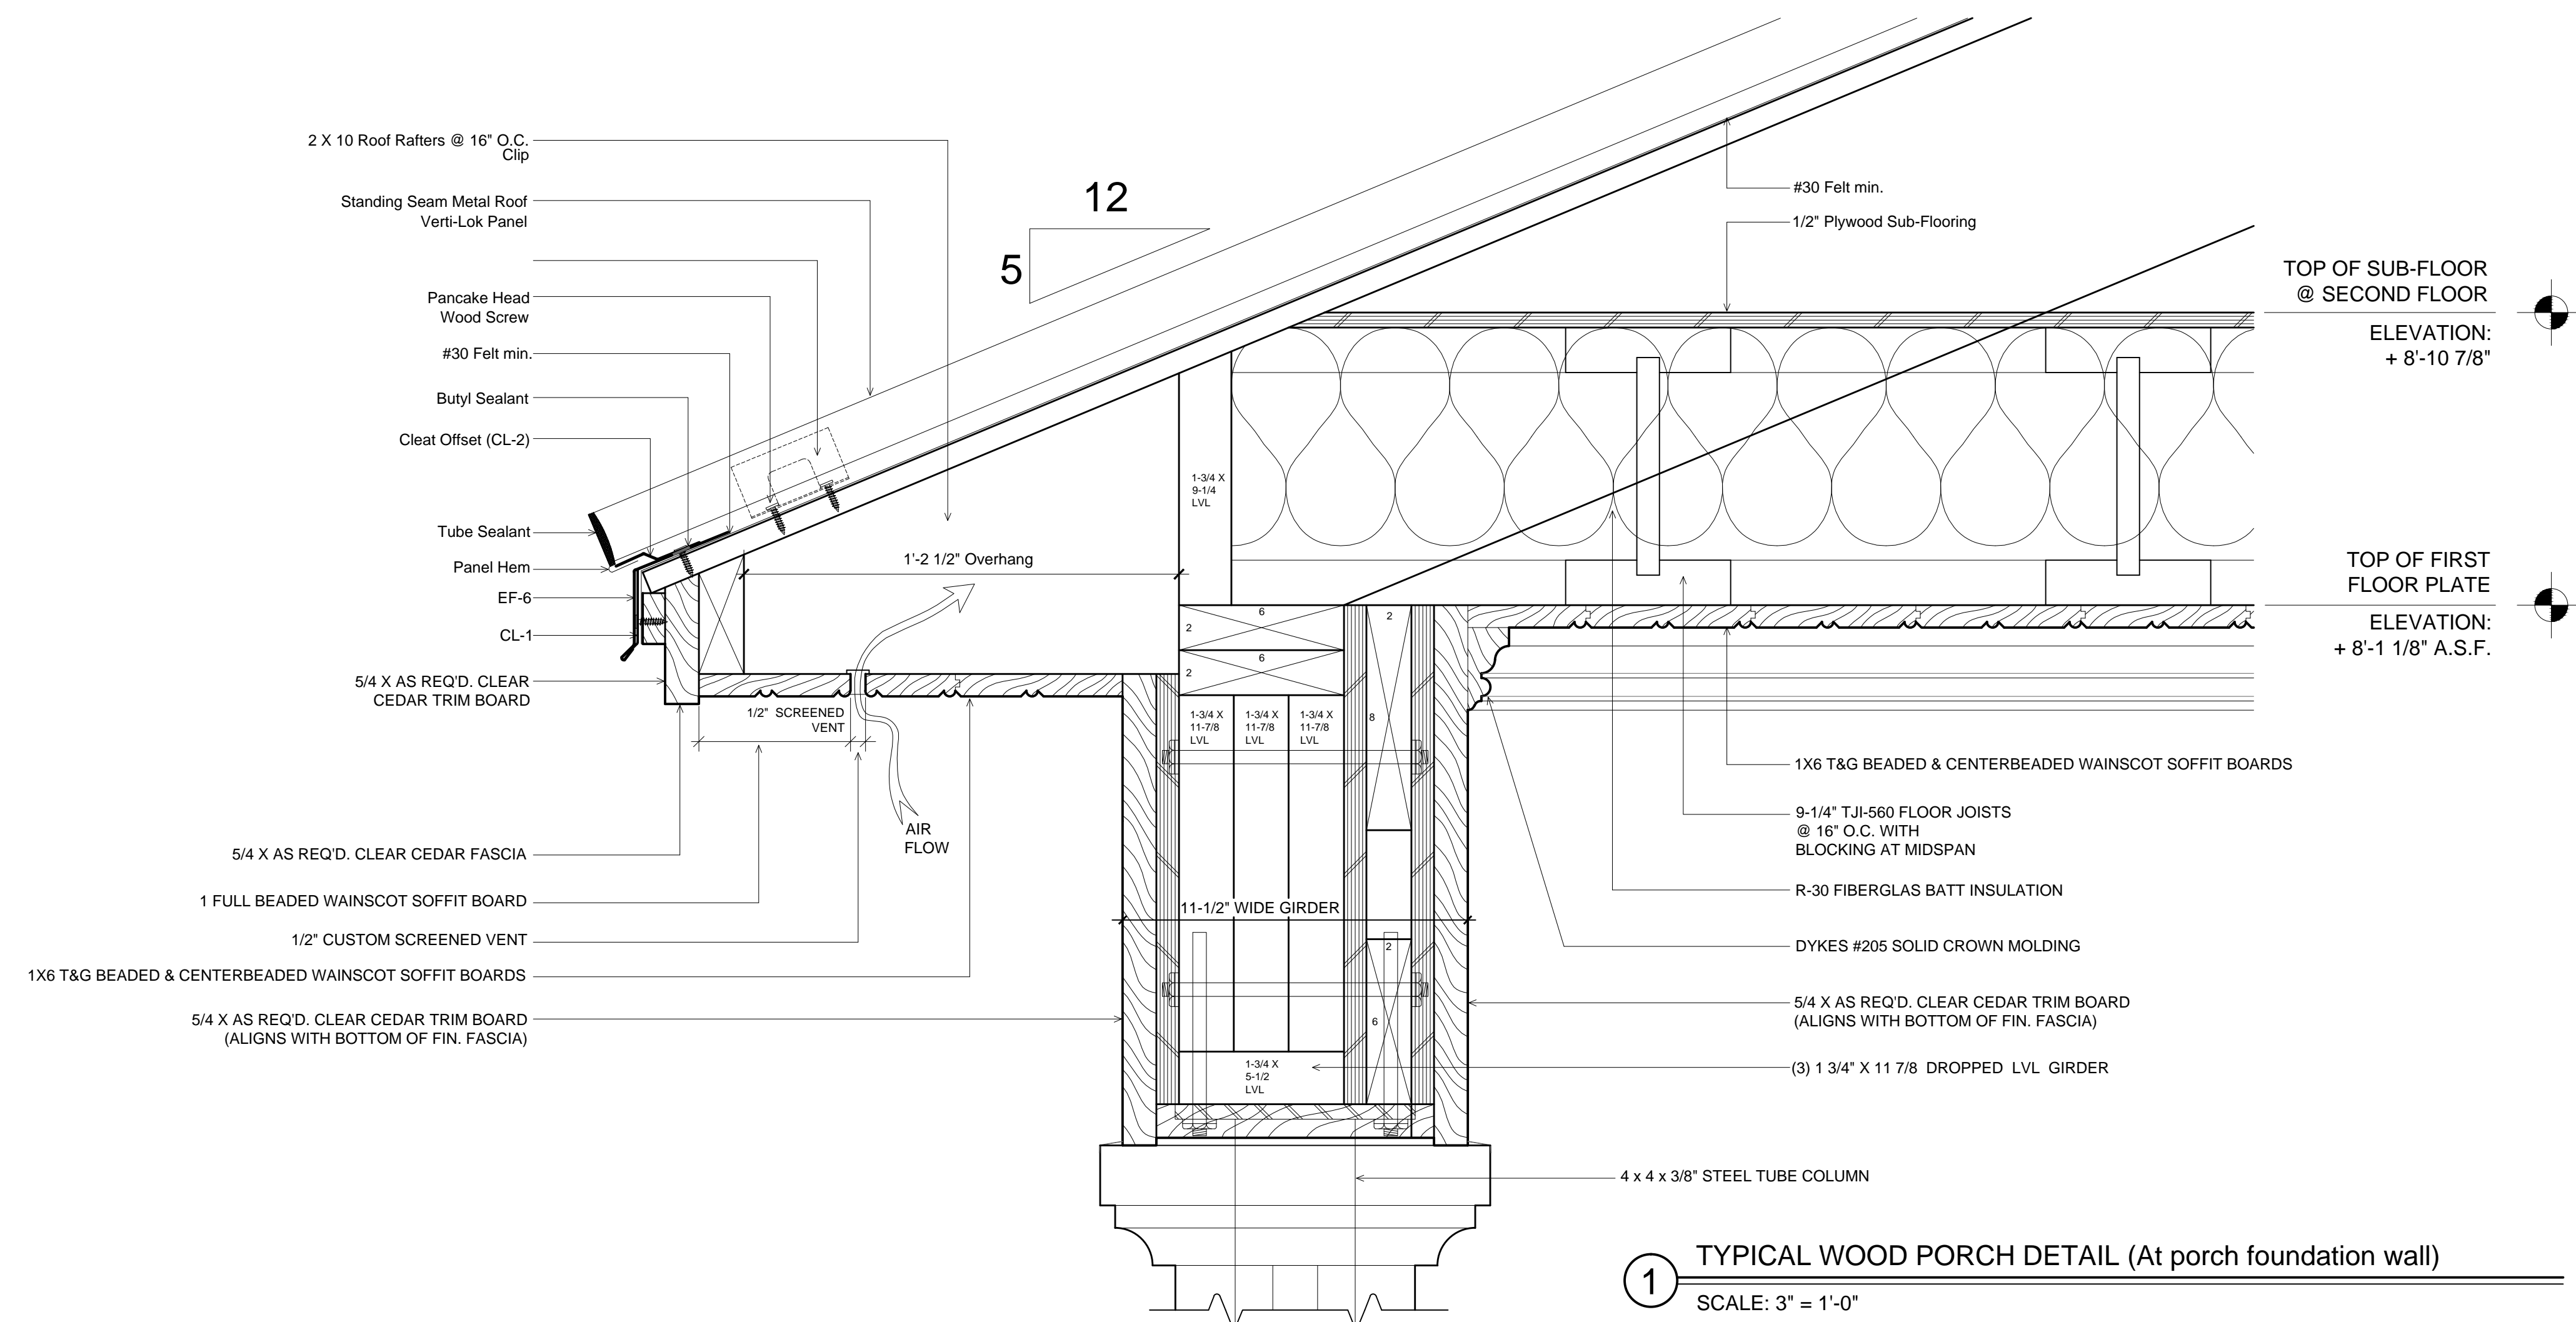 2 X 10 Roof Rafters @ 16" O.C.
Clip
Standing Seam Metal Roof
Verti-Lok Panel
Pancake Head
Wood Screw
#30 Felt min.
Butyl Sealant
Cleat Offset (CL-2)
Tube Sealant
Panel Hem
EF-6
CL-1
5/4 X AS REQ'D. CLEAR
CEDAR TRIM BOARD
5/4 X AS REQ'D. CLEAR CEDAR FASCIA
1 FULL BEADED WAINSCOT SOFFIT BOARD
1/2" CUSTOM SCREENED VENT
1X6 T&G BEADED & CENTERBEADED WAINSCOT SOFFIT BOARDS
5/4 X AS REQ'D. CLEAR CEDAR TRIM BOARD
(ALIGNS WITH BOTTOM OF FIN. FASCIA)
12
5
1'-2 1/2" Overhang
1/2" SCREENED
VENT
AIR
FLOW
1-3/4 X
9-1/4
LVL
6
2
6
2
2
8
1-3/4 X
11-7/8
LVL
1-3/4 X
11-7/8
LVL
1-3/4 X
11-7/8
LVL
11-1/2" WIDE GIRDER
2
6
1-3/4 X
5-1/2
LVL
#30 Felt min.
1/2" Plywood Sub-Flooring
TOP OF SUB-FLOOR
@ SECOND FLOOR
ELEVATION:
+ 8'-10 7/8"
TOP OF FIRST
FLOOR PLATE
ELEVATION:
+ 8'-1 1/8" A.S.F.
1X6 T&G BEADED & CENTERBEADED WAINSCOT SOFFIT BOARDS
9-1/4" TJI-560 FLOOR JOISTS
@ 16" O.C. WITH
BLOCKING AT MIDSPAN
R-30 FIBERGLAS BATT INSULATION
DYKES #205 SOLID CROWN MOLDING
5/4 X AS REQ'D. CLEAR CEDAR TRIM BOARD
(ALIGNS WITH BOTTOM OF FIN. FASCIA)
(3) 1 3/4" X 11 7/8 DROPPED LVL GIRDER
4 x 4 x 3/8" STEEL TUBE COLUMN
1
TYPICAL WOOD PORCH DETAIL (At porch foundation wall)
SCALE: 3" = 1'-0"